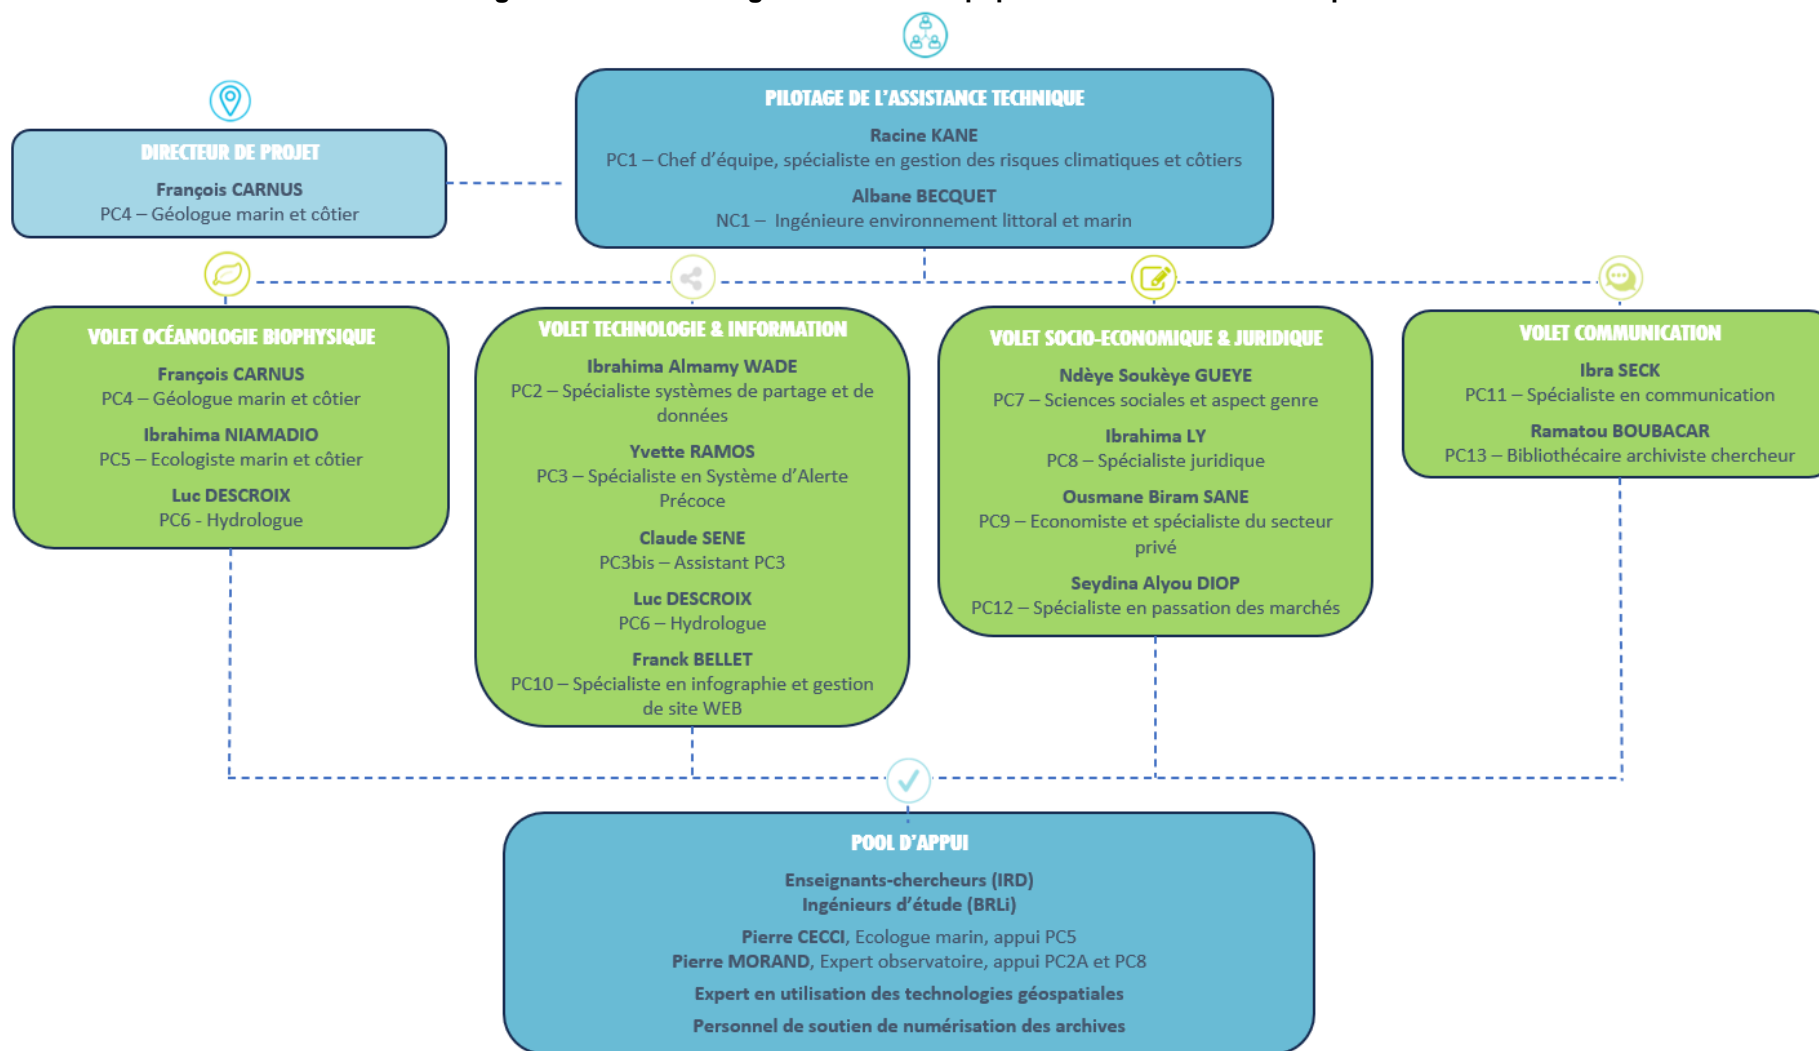 PILOTAGE DE L'ASSISTANCE TECHNIQUE
Racine KANE
PC1 – Chef d'équipe, spécialiste en gestion des risques climatiques et côtiers
Albane BECQUET
NC1 – Ingénieure environnement littoral et marin
DIRECTEUR DE PROJET
François CARNUS
PC4 – Géologue marin et côtier
VOLET OCÉANOLOGIE BIOPHYSIQUE
François CARNUS
PC4 – Géologue marin et côtier
Ibrahima NIAMADIO
PC5 – Ecologiste marin et côtier
Luc DESCROIX
PC6 - Hydrologue
VOLET TECHNOLOGIE & INFORMATION
Ibrahima Almamy WADE
PC2 – Spécialiste systèmes de partage et de
données
Yvette RAMOS
PC3 – Spécialiste en Système d'Alerte
Précoce
Claude SENE
PC3bis – Assistant PC3
Luc DESCROIX
PC6 – Hydrologue
Franck BELLET
PC10 – Spécialiste en infographie et gestion
de site WEB
VOLET SOCIO-ECONOMIQUE & JURIDIQUE
Ndèye Soukèye GUEYE
PC7 – Sciences sociales et aspect genre
Ibrahima LY
PC8 – Spécialiste juridique
Ousmane Biram SANE
PC9 – Economiste et spécialiste du secteur
privé
Seydina Alyou DIOP
PC12 – Spécialiste en passation des marchés
VOLET COMMUNICATION
Ibra SECK
PC11 – Spécialiste en communication
Ramatou BOUBACAR
PC13 – Bibliothécaire archiviste chercheur
POOL D'APPUI
Enseignants-chercheurs (IRD)
Ingénieurs d'étude (BRLi)
Pierre CECCI, Ecologue marin, appui PC5
Pierre MORAND, Expert observatoire, appui PC2A et PC8
Expert en utilisation des technologies géospatiales
Personnel de soutien de numérisation des archives